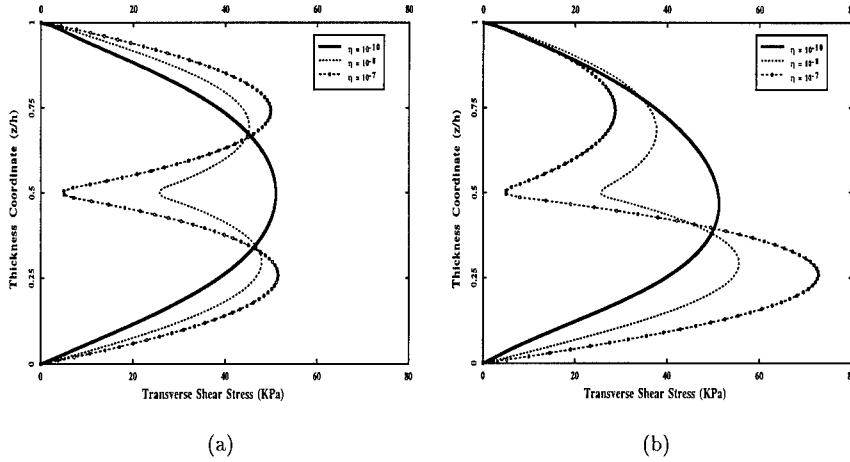 0 20 40 60 80
1
0.75
0.5
0.25
0
Thickness Coordinate (z/h)
η = 10-10
η = 10-8
η = 10-7
0 20 40 60 80
Transverse Shear Stress (KPa)
(a)
0 20 40 60 80
1
0.75
0.5
0.25
0
Thickness Coordinate (z/h)
η = 10-10
η = 10-8
η = 10-7
0 20 40 60 80
Transverse Shear Stress (KPa)
(b)